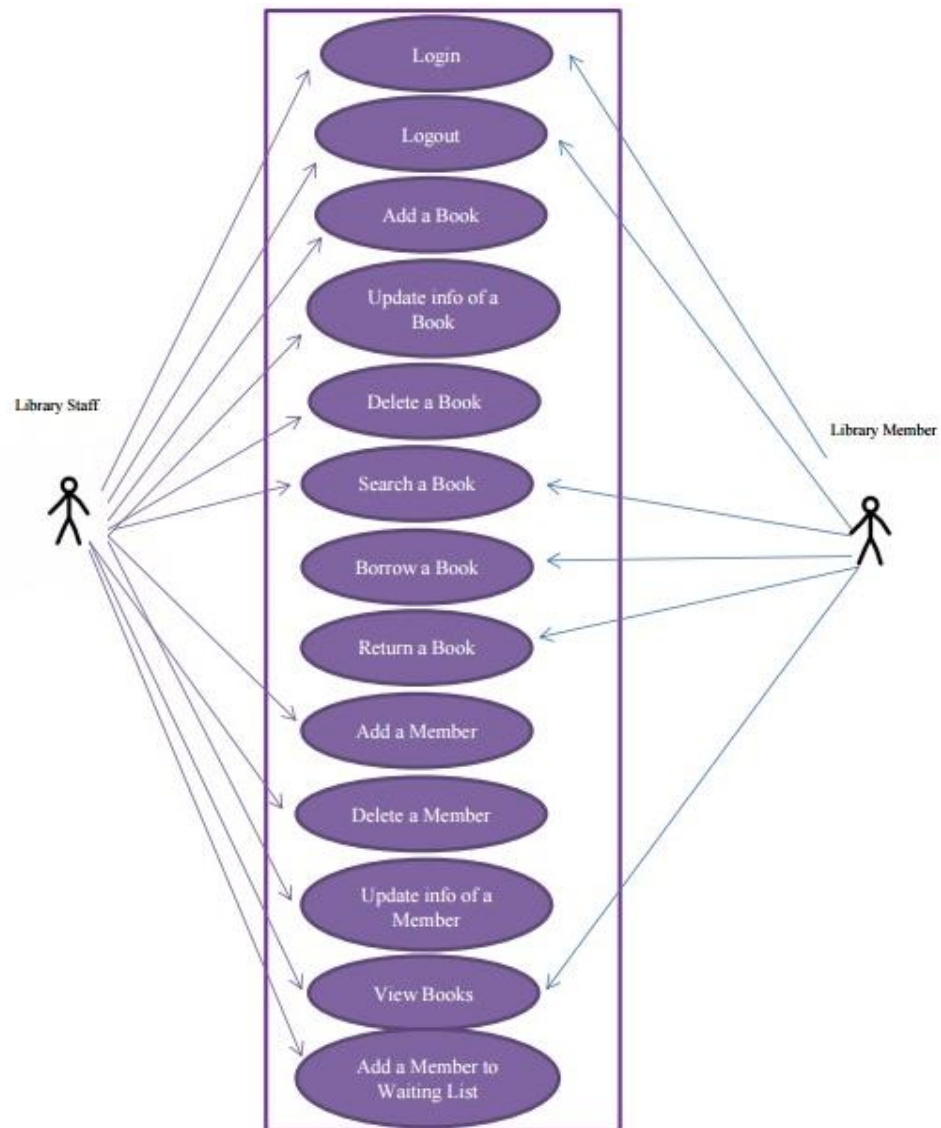 Login
Logout
Add a Book
Update info of a
Book
Library Staff
Delete a Book
Library Member
Search a Book
Borrow a Book
Return a Book
Add a Member
Delete a Member
Update info of a
Member
View Books
Add a Member to
Waiting List